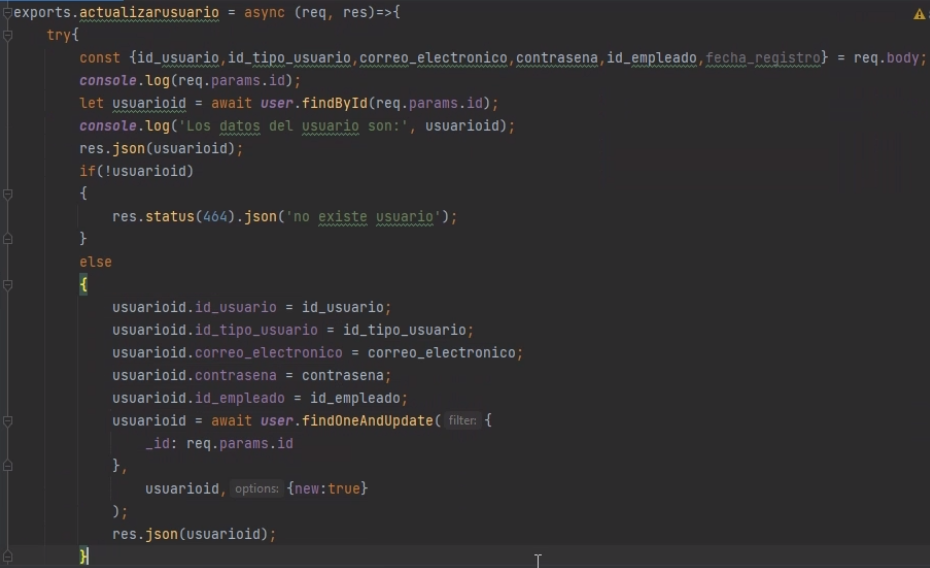 exports.actualizarusuario = async (req, res)=>{
try{
const {id_usuario,id_tipo_usuario,correo_electronico,contrasena,id_empleado,fecha_registro} = req.body;
console.log(req.params.id);
let usuarioid = await user.findById(req.params.id);
console.log('Los datos del usuario son:', usuarioid);
res.json(usuarioid);
if(!usuarioid)
{
res.status(464).json('no existe usuario');
}
else
{
usuarioid.id_usuario = id_usuario;
usuarioid.id_tipo_usuario = id_tipo_usuario;
usuarioid.correo_electronico = correo_electronico;
usuarioid.contrasena = contrasena;
usuarioid.id_empleado = id_empleado;
usuarioid = await user.findOneAndUpdate( filter: {
_id: req.params.id
},
usuarioid, options: {new:true}
);
res.json(usuarioid);
}